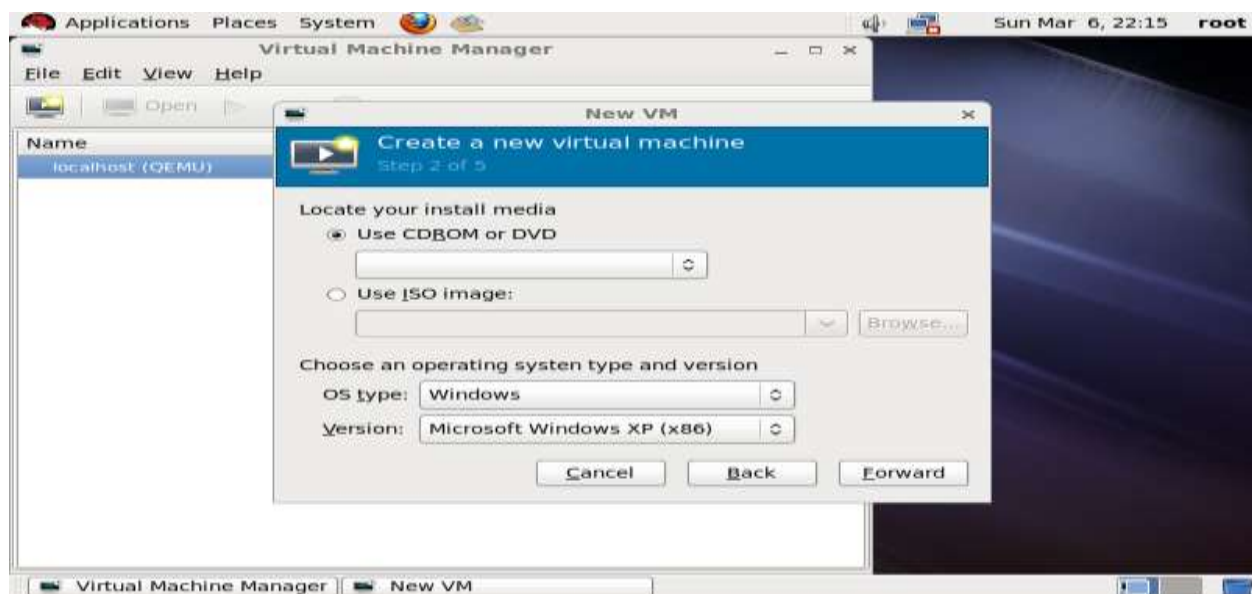 Applications Places System Sun Mar 6, 22:15 root
Virtual Machine Manager
File Edit View Help
Open
Name
localhost (QEMU)
New VM
Create a new virtual machine
Step 2 of 5
Locate your install media
Use CDROM or DVD
Use ISO image:
Browse...
Choose an operating systen type and version
OS type: Windows
Version: Microsoft Windows XP (x86)
Cancel Back Forward
Virtual Machine Manager New VM